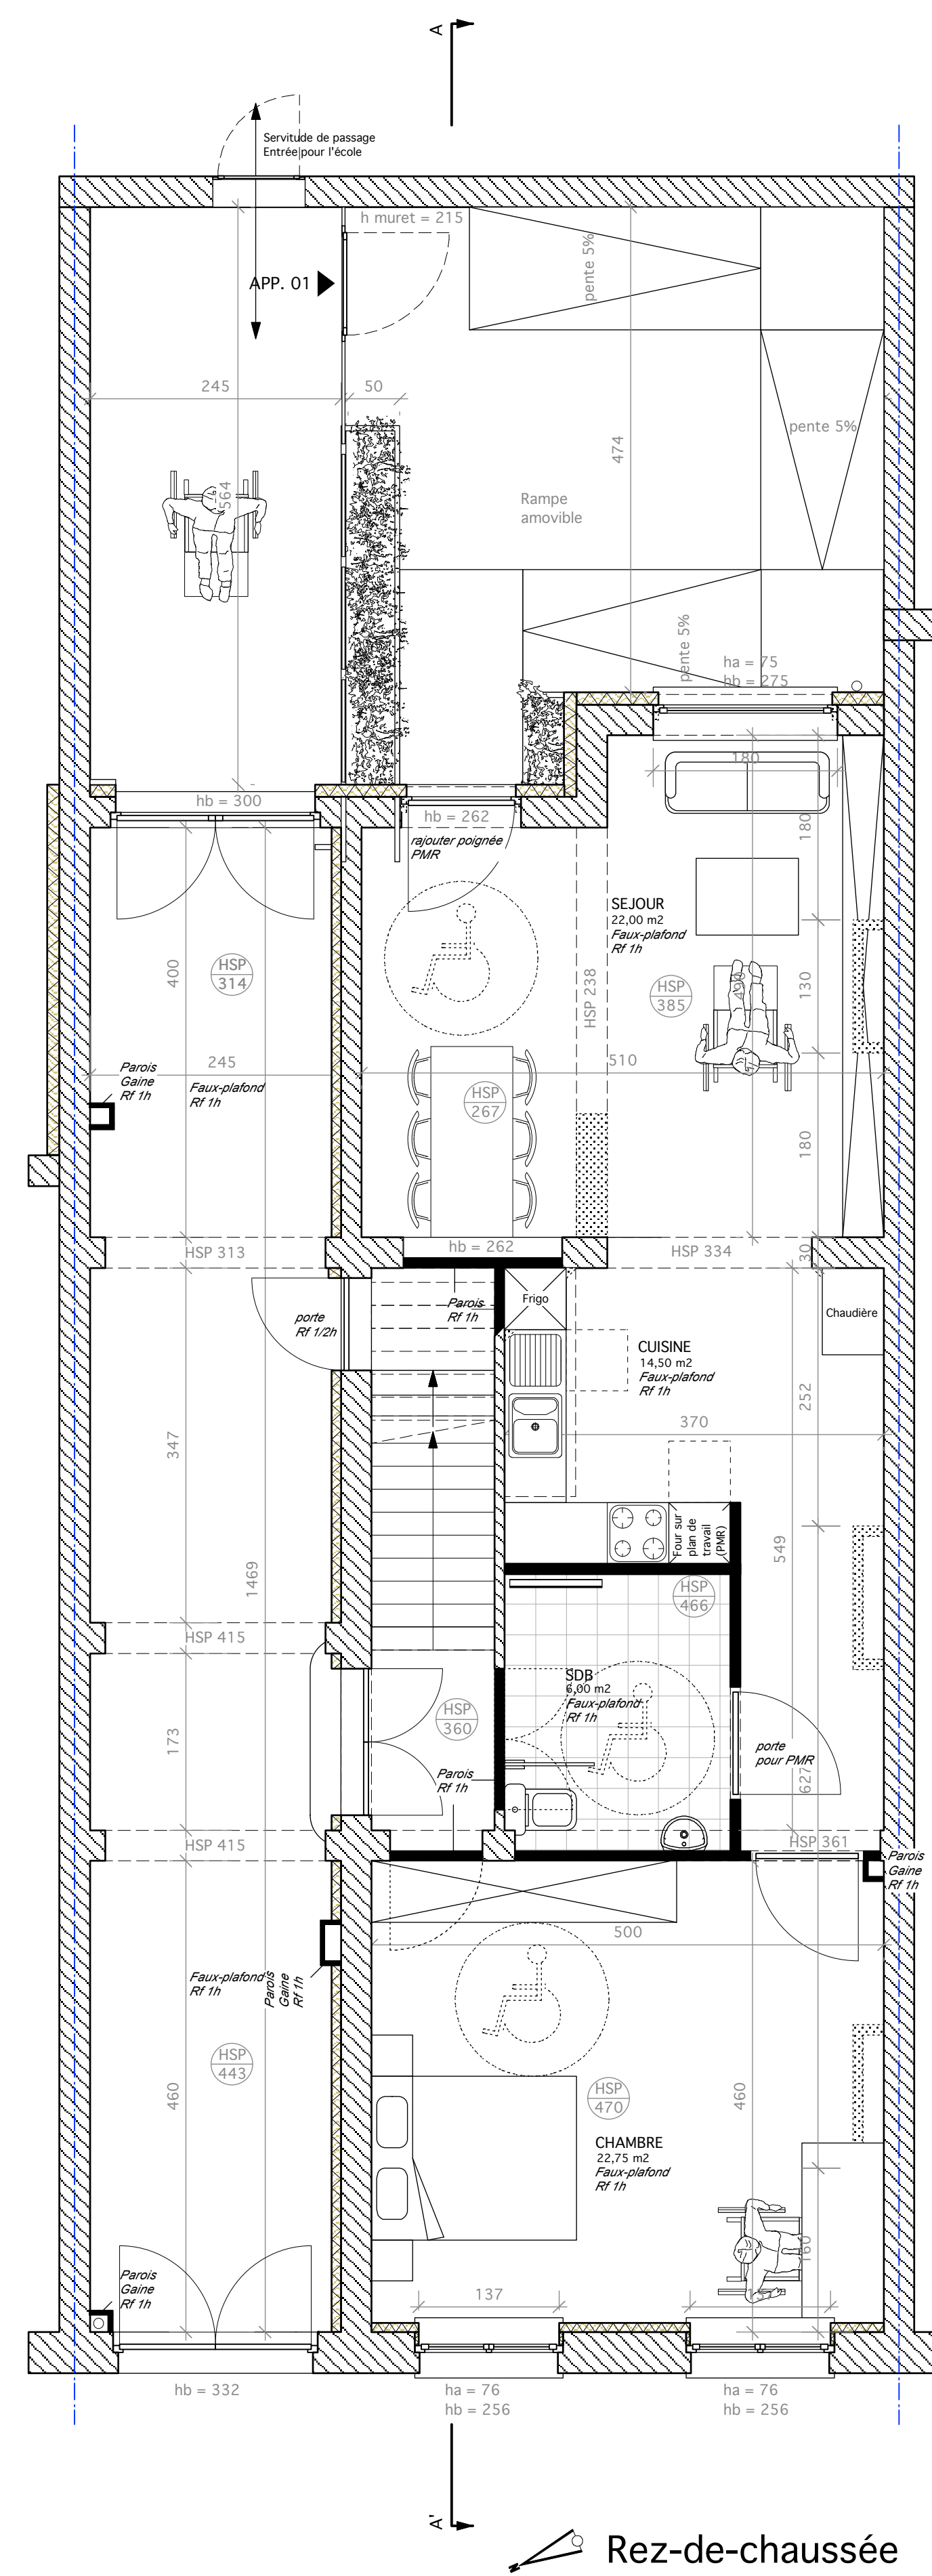 A
Servitude de passage
Entrée pour l'école
h muret = 215
pente 5%
APP. 01
245
50
474
pente 5%
564
Rampe
amovible
pente 5%
ha = 75
hb = 275
180
hb = 300
hb = 262
rajouter poignée
PMR
180
SEJOUR
22,00 m2
Faux-plafond
Rf 1h
400
HSP
314
HSP 238
HSP
385
490
130
510
Parois
Gaine
Rf 1h
245
Faux-plafond
Rf 1h
HSP
267
180
HSP 313
hb = 262
HSP 334
30
porte
Rf 1/2h
Parois
Rf 1h
Frigo
Chaudière
CUISINE
14,50 m2
Faux-plafond
Rf 1h
252
370
347
Four sur
plan de
travail
(PMR)
549
1469
HSP
466
HSP 415
SDB
6,00 m2
Faux-plafond
Rf 1h
HSP
360
173
porte
pour PMR
627
Parois
Rf 1h
HSP 415
HSP 361
Parois
Gaine
Rf 1h
500
Faux-plafond
Rf 1h
Parois
Gaine
Rf 1h
HSP
443
460
460
HSP
470
CHAMBRE
22,75 m2
Faux-plafond
Rf 1h
160
Parois
Gaine
Rf 1h
137
137
hb = 332
ha = 76
hb = 256
ha = 76
hb = 256
A'
Rez-de-chaussée